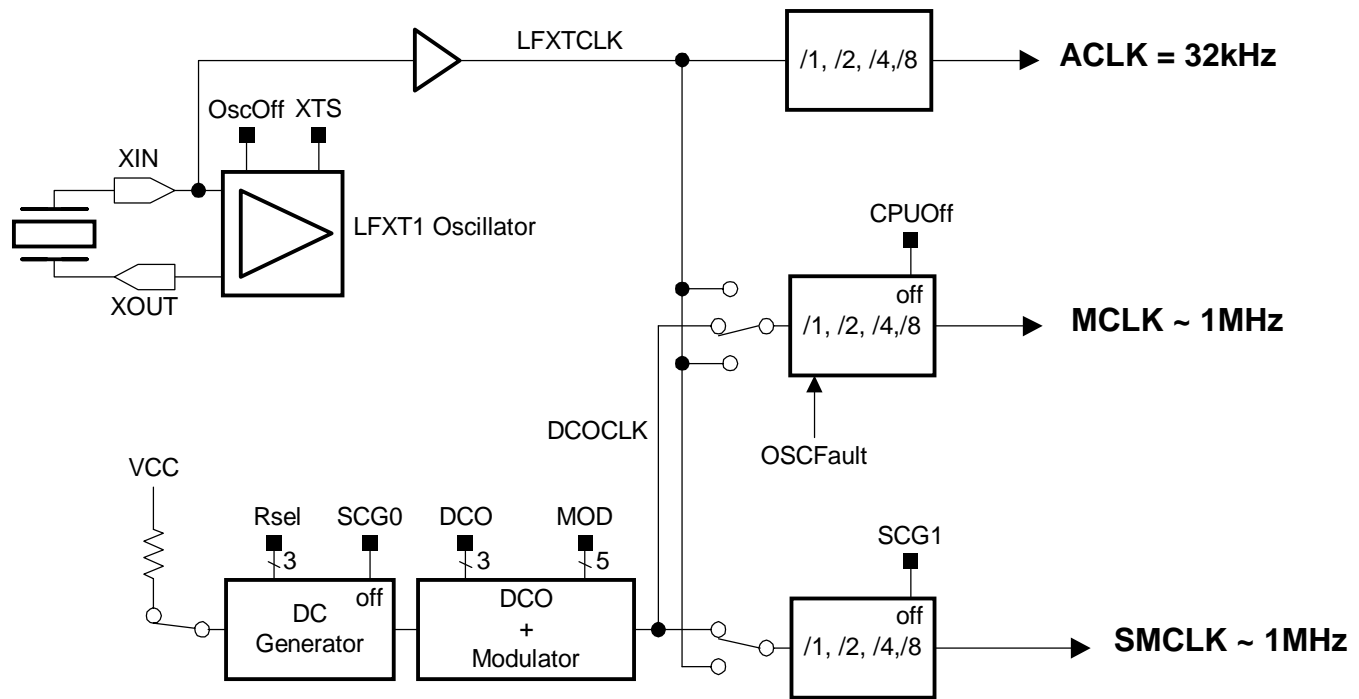 LFXTCLK
/1, /2, /4,/8
ACLK = 32kHz
OscOff
XTS
XIN
LFXT1 Oscillator
XOUT
CPUOff
off
/1, /2, /4,/8
MCLK ~ 1MHz
DCOCLK
OSCFault
VCC
Rsel
SCG0
DCO
MOD
3
3
5
off
DC
Generator
DCO
+
Modulator
SCG1
off
/1, /2, /4,/8
SMCLK ~ 1MHz